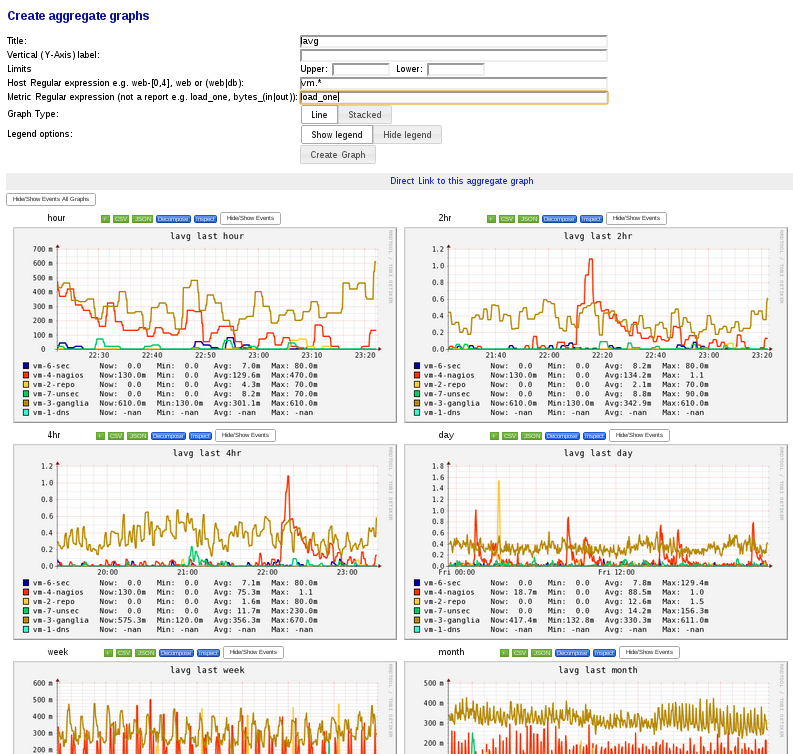 Create aggregate graphs
Title: lavg
Vertical (Y-Axis) label:
Limits Upper: Lower:
Host Regular expression e.g. web-[0,4], web or (web|db): vm.*
Metric Regular expression (not a report e.g. load_one, bytes_(in|out)): load_one
Graph Type: Line Stacked
Legend options: Show legend Hide legend
Create Graph
Direct Link to this aggregate graph
Hide/Show Events All Graphs
hour + CSV JSON Decompose Inspect Hide/Show Events
lavg last hour
700 m
600 m
500 m
400 m
300 m
200 m
100 m
0
22:30 22:40 22:50 23:00 23:10 23:20
vm-6-sec Now: 0.0 Min: 0.0 Avg: 7.0m Max: 80.0m
vm-4-nagios Now:130.0m Min: 0.0 Avg:129.6m Max:470.0m
vm-2-repo Now: 0.0 Min: 0.0 Avg: 4.3m Max: 70.0m
vm-7-unsec Now: 0.0 Min: 0.0 Avg: 8.2m Max: 70.0m
vm-3-ganglia Now:610.0m Min:130.0m Avg:301.1m Max:610.0m
vm-1-dns Now: -nan Min: -nan Avg: -nan Max: -nan
2hr + CSV JSON Decompose Inspect Hide/Show Events
lavg last 2hr
1.2
1.0
0.8
0.6
0.4
0.2
0.0
21:40 22:00 22:20 22:40 23:00 23:20
vm-6-sec Now: 0.0 Min: 0.0 Avg: 8.2m Max: 80.0m
vm-4-nagios Now:130.0m Min: 0.0 Avg:134.2m Max: 1.1
vm-2-repo Now: 0.0 Min: 0.0 Avg: 2.1m Max: 70.0m
vm-7-unsec Now: 0.0 Min: 0.0 Avg: 8.8m Max: 90.0m
vm-3-ganglia Now:610.0m Min:130.0m Avg:342.9m Max:610.0m
vm-1-dns Now: -nan Min: -nan Avg: -nan Max: -nan
4hr + CSV JSON Decompose Inspect Hide/Show Events
lavg last 4hr
1.2
1.0
0.8
0.6
0.4
0.2
0.0
20:00 21:00 22:00 23:00
vm-6-sec Now: 0.0 Min: 0.0 Avg: 7.1m Max: 80.0m
vm-4-nagios Now:130.0m Min: 0.0 Avg: 75.3m Max: 1.1
vm-2-repo Now: 0.0 Min: 0.0 Avg: 1.6m Max: 80.0m
vm-7-unsec Now: 0.0 Min: 0.0 Avg: 11.7m Max:230.0m
vm-3-ganglia Now:575.3m Min:120.0m Avg:356.3m Max:670.0m
vm-1-dns Now: -nan Min: -nan Avg: -nan Max: -nan
day + CSV JSON Decompose Inspect Hide/Show Events
lavg last day
1.8
1.6
1.4
1.2
1.0
0.8
0.6
0.4
0.2
0.0
Fri 00:00 Fri 12:00
vm-6-sec Now: 0.0 Min: 0.0 Avg: 7.8m Max:129.4m
vm-4-nagios Now: 18.7m Min: 0.0 Avg: 88.5m Max: 1.0
vm-2-repo Now: 0.0 Min: 0.0 Avg: 12.6m Max: 1.5
vm-7-unsec Now: 0.0 Min: 0.0 Avg: 14.2m Max:156.3m
vm-3-ganglia Now:417.4m Min:132.8m Avg:330.3m Max:611.0m
vm-1-dns Now: -nan Min: -nan Avg: -nan Max: -nan
week + CSV JSON Decompose Inspect Hide/Show Events
lavg last week
600 m
500 m
400 m
300 m
200 m
month + CSV JSON Decompose Inspect Hide/Show Events
lavg last month
500 m
400 m
300 m
200 m